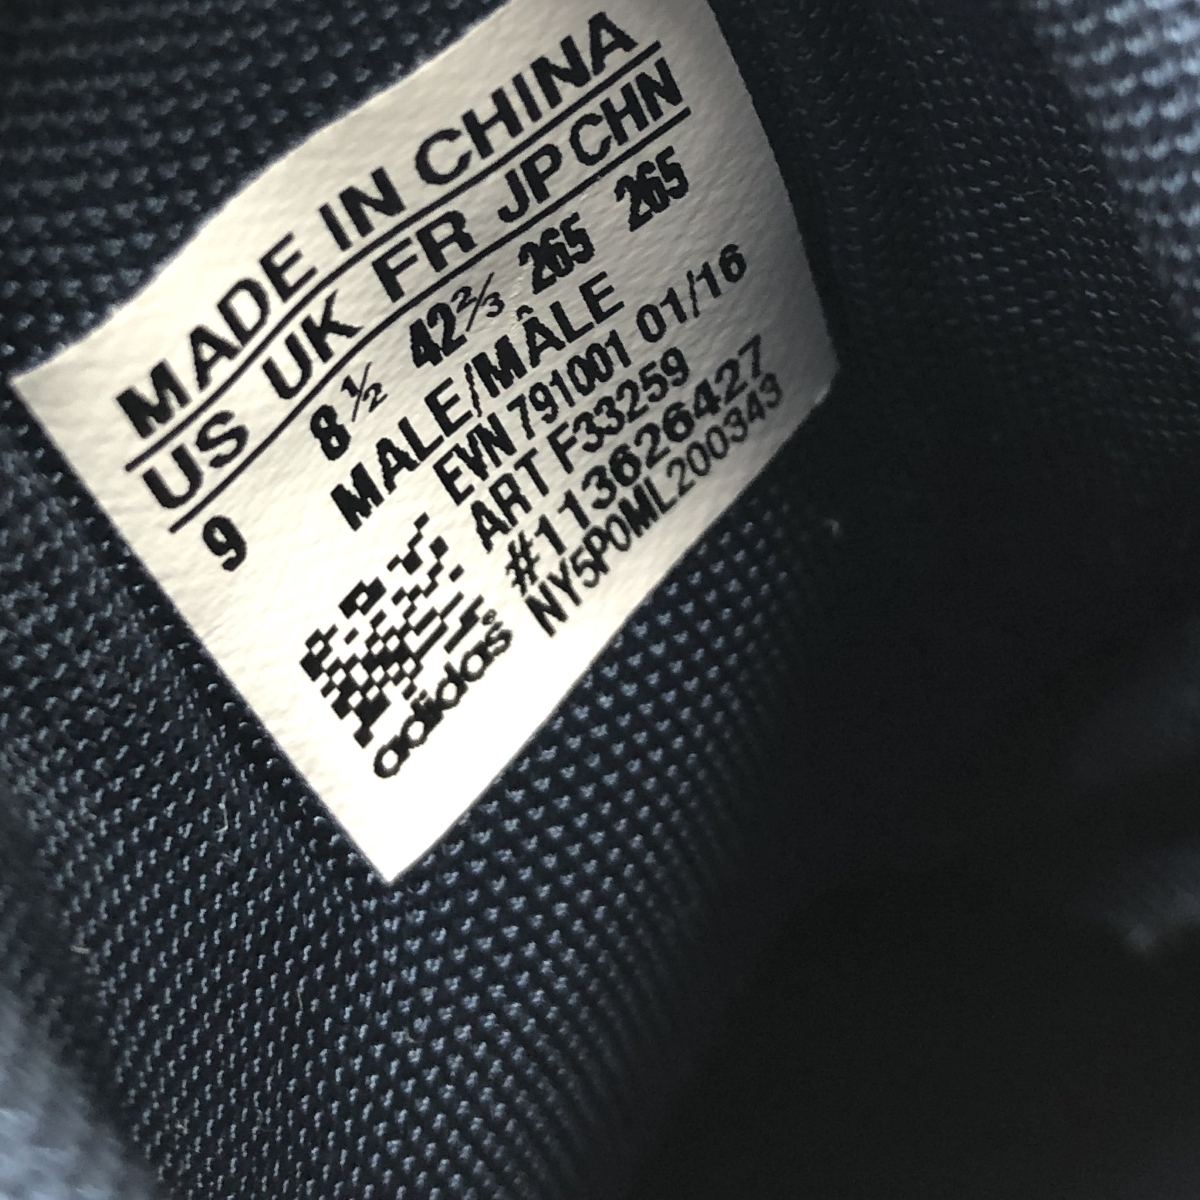 MADE IN CHINA
US UK FR JP CHN
9 8½ 42⅔ 265 265
MALE/MÂLE
EVN 791001 01/16
ART F33259
#113626427
NY5P0ML200343
adidas®